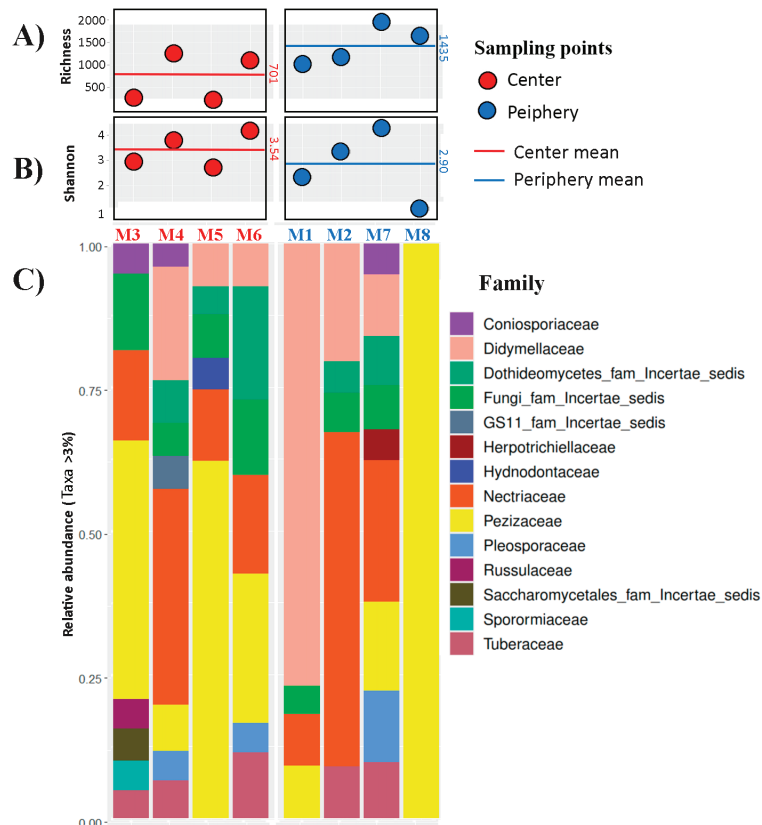 A)
Richness
2000
1500
1000
500
701
1435
Sampling points
Center
Peiphery
Center mean
Periphery mean
B)
Shannon
4
3
2
1
3.54
2.90
M3 M4 M5 M6 M1 M2 M7 M8
C)
Relative abundance (Taxa >3%)
1.00
0.75
0.50
0.25
0.00
Family
Coniosporiaceae
Didymellaceae
Dothideomycetes_fam_Incertae_sedis
Fungi_fam_Incertae_sedis
GS11_fam_Incertae_sedis
Herpotrichiellaceae
Hydnodontaceae
Nectriaceae
Pezizaceae
Pleosporaceae
Russulaceae
Saccharomycetales_fam_Incertae_sedis
Sporormiaceae
Tuberaceae